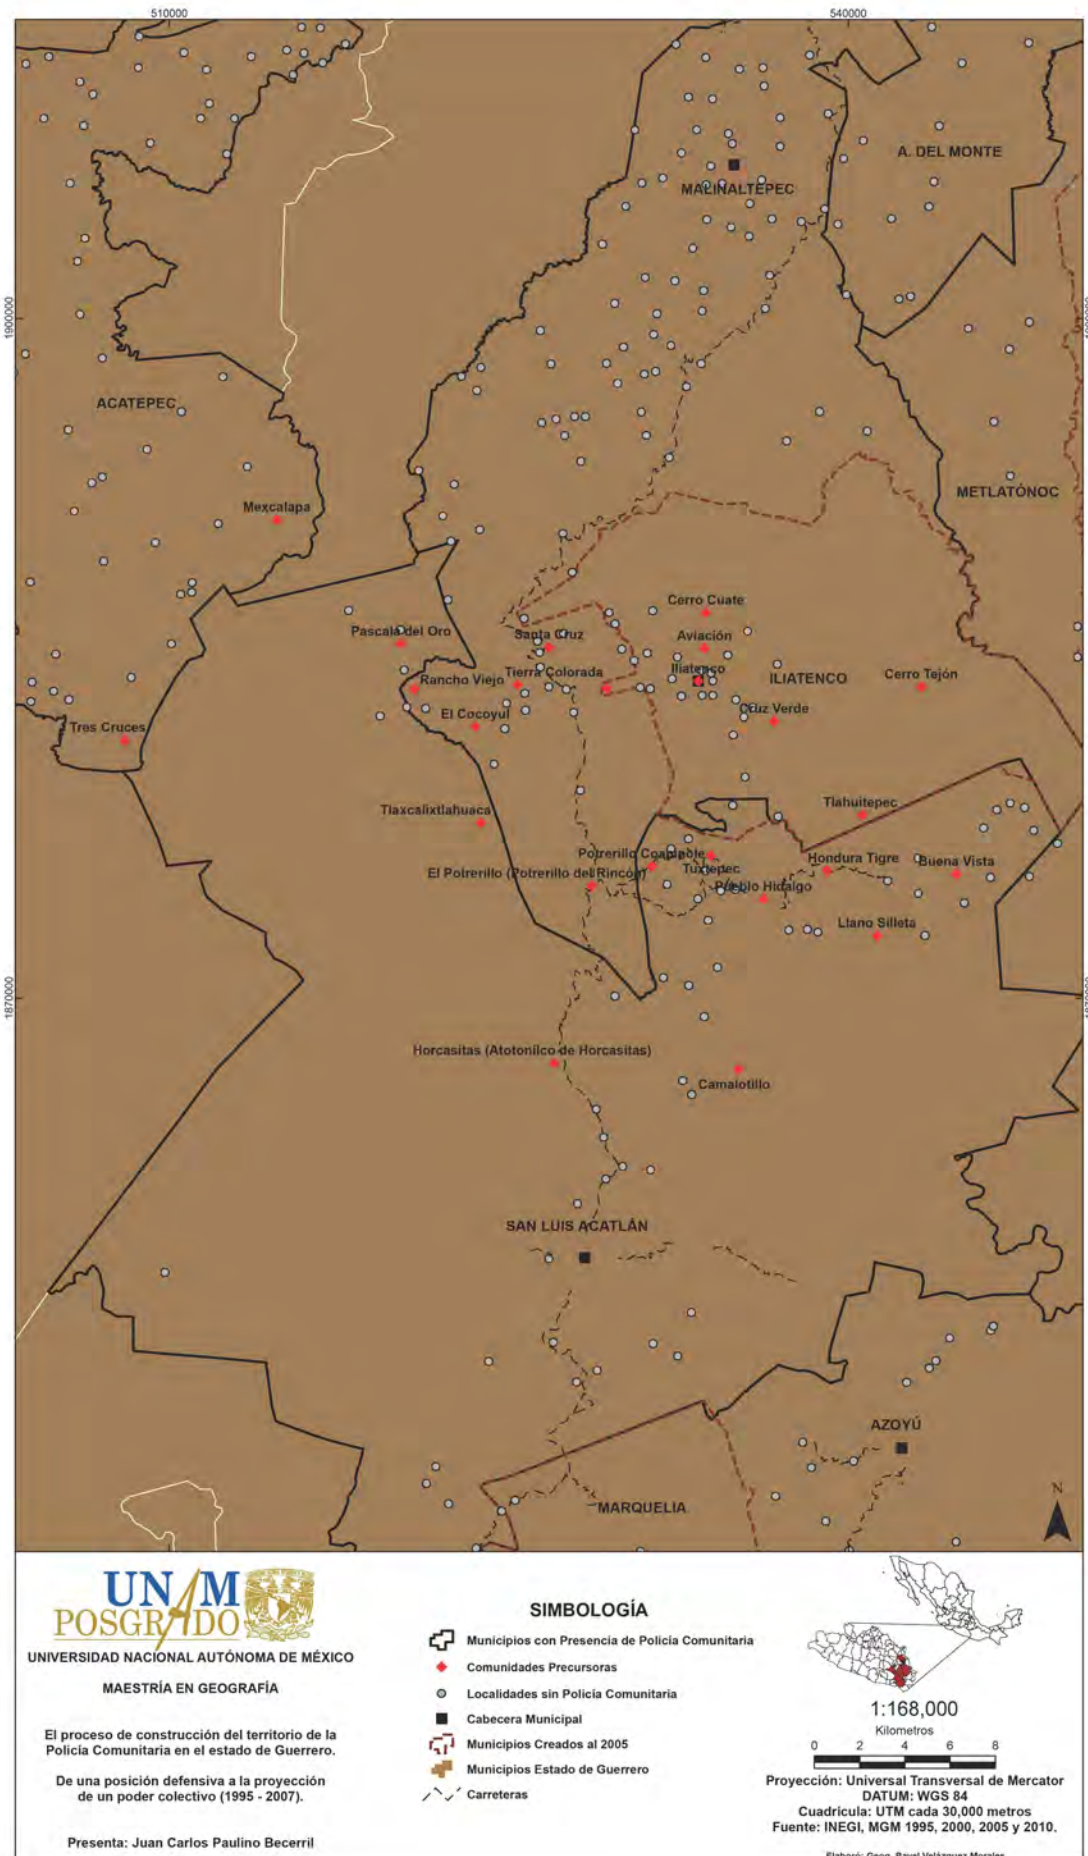 510000
540000
A. DEL MONTE
MALINALTEPEC
1900000
ACATEPEC
METLATÓNOC
Mexcalapa
Cerro Cuate
Pascala del Oro
Santa Cruz
Aviación
Iliatenco
Rancho Viejo
Tierra Colorada
ILIATENCO
Cerro Tejón
El Cocoyul
Cruz Verde
Tres Cruces
Tlaxcalixtlahuaca
Tlahuitepec
Potrerillo Coapinole
Hondura Tigre
Buena Vista
El Potrerillo (Potrerillo del Rincón)
Tuxtepec
Pueblo Hidalgo
Llano Silleta
1870000
Horcasitas (Atotonilco de Horcasitas)
Camalotillo
SAN LUIS ACATLÁN
AZOYÚ
MARQUELIA
N
UNAM
POSGRADO
UNIVERSIDAD NACIONAL AUTÓNOMA DE MÉXICO
MAESTRÍA EN GEOGRAFÍA
El proceso de construcción del territorio de la
Policía Comunitaria en el estado de Guerrero.
De una posición defensiva a la proyección
de un poder colectivo (1995 - 2007).
Presenta: Juan Carlos Paulino Becerril
SIMBOLOGÍA
Municipios con Presencia de Policía Comunitaria
Comunidades Precursoras
Localidades sin Policía Comunitaria
Cabecera Municipal
Municipios Creados al 2005
Municipios Estado de Guerrero
Carreteras
1:168,000
Kilometros
0 2 4 6 8
Proyección: Universal Transversal de Mercator
DATUM: WGS 84
Cuadrícula: UTM cada 30,000 metros
Fuente: INEGI, MGM 1995, 2000, 2005 y 2010.
Elaboró: Geog. Pavel Velázquez Morales